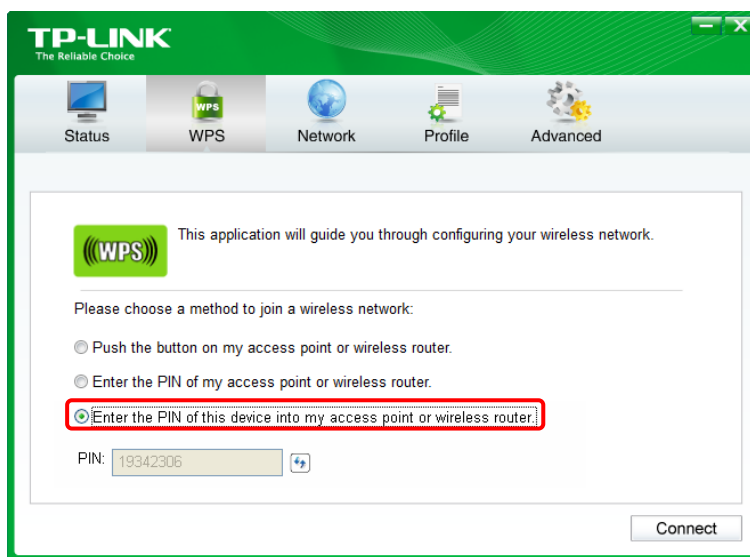 TP-LINK
The Reliable Choice
Status WPS Network Profile Advanced
WPS
(((WPS)))
This application will guide you through configuring your wireless network.
Please choose a method to join a wireless network:
Push the button on my access point or wireless router.
Enter the PIN of my access point or wireless router.
Enter the PIN of this device into my access point or wireless router.
PIN: 19342306
Connect